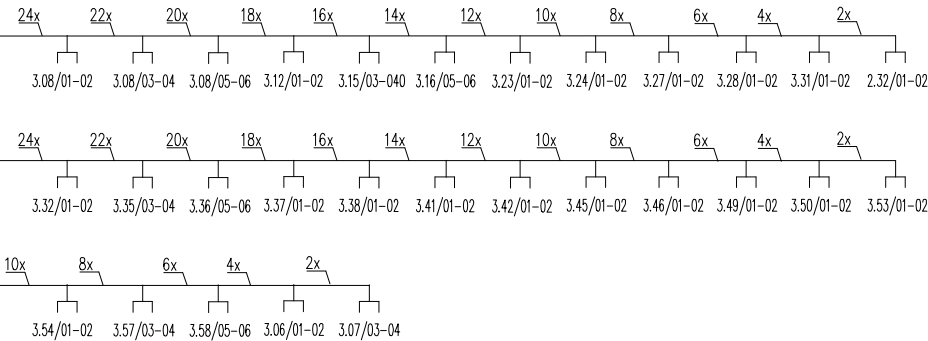 24x 22x 20x 18x 16x 14x 12x 10x 8x 6x 4x 2x
3.08/01-02 3.08/03-04 3.08/05-06 3.12/01-02 3.15/03-040 3.16/05-06 3.23/01-02 3.24/01-02 3.27/01-02 3.28/01-02 3.31/01-02 2.32/01-02
24x 22x 20x 18x 16x 14x 12x 10x 8x 6x 4x 2x
3.32/01-02 3.35/03-04 3.36/05-06 3.37/01-02 3.38/01-02 3.41/01-02 3.42/01-02 3.45/01-02 3.46/01-02 3.49/01-02 3.50/01-02 3.53/01-02
10x 8x 6x 4x 2x
3.54/01-02 3.57/03-04 3.58/05-06 3.06/01-02 3.07/03-04